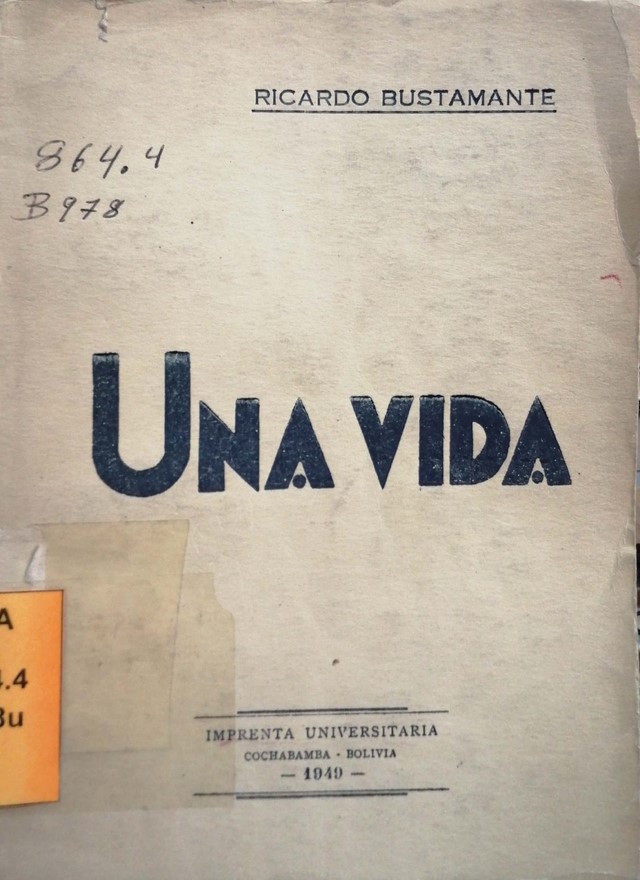 RICARDO BUSTAMANTE
864.4
B978
UNA VIDA
A
.4
Bu
IMPRENTA UNIVERSITARIA
COCHABAMBA - BOLIVIA
— 1949 —